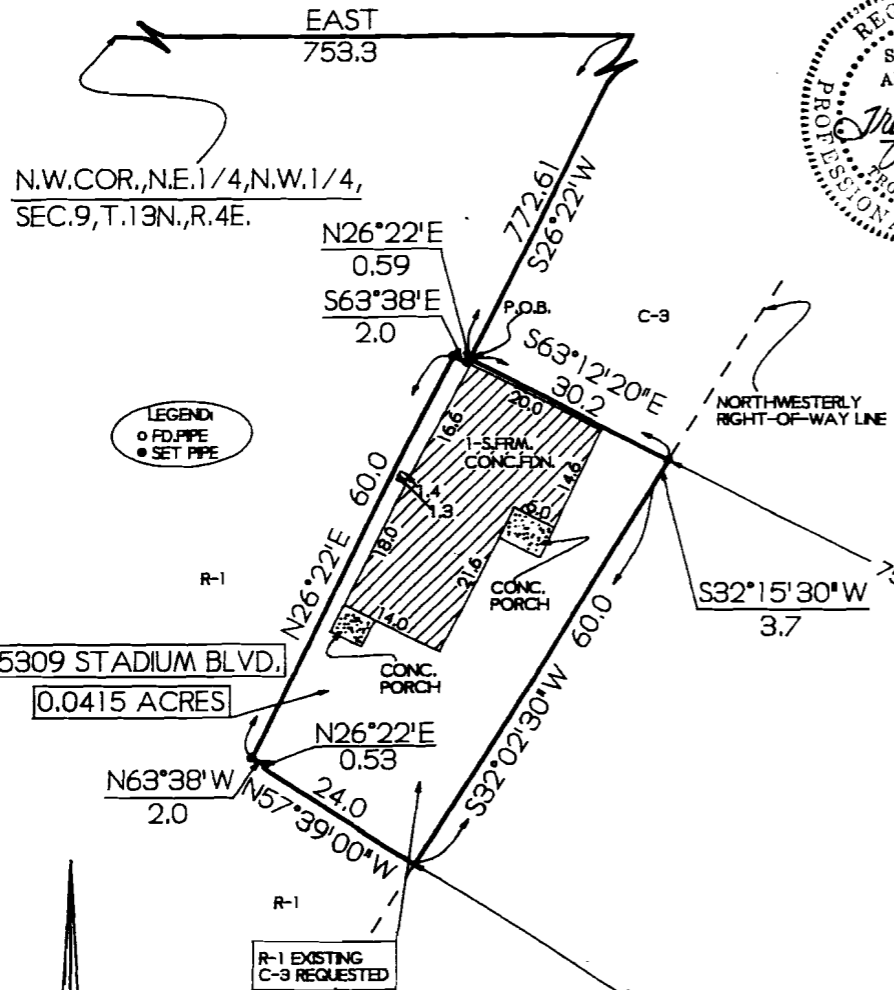 EAST
753.3
N.W.COR.,N.E.1/4,N.W.1/4,
SEC.9,T.13N.,R.4E.
772.61
S26°22'W
N26°22'E
0.59
S63°38'E
2.0
P.O.B.
C-3
S63°12'20"E
30.2
NORTHWESTERLY
RIGHT-OF-WAY LINE
LEGEND:
FD.PIPE
SET PIPE
20.0
16.6
1-S.FRM.
CONC.FDN.
14.6
6.0
1.4
1.3
60.0
N26°22'E
18.0
21.6
14.0
CONC.
PORCH
R-1
S32°15'30"W
3.7
60.0
S32°02'30"W
5309 STADIUM BLVD.
0.0415 ACRES
CONC.
PORCH
N26°22'E
0.53
N63°38'W
2.0
24.0
N57°39'00"W
R-1
R-1 EXISTING
C-3 REQUESTED